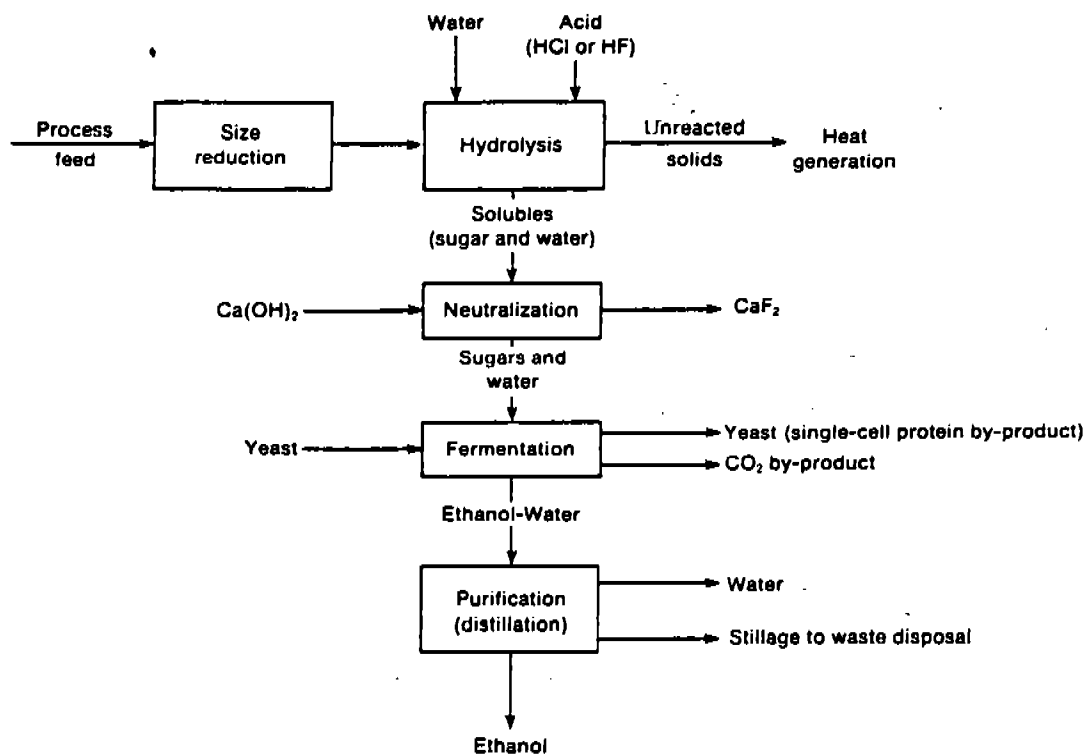 Water
Acid
(HCl or HF)
Process
feed
Size
reduction
Hydrolysis
Unreacted
solids
Heat
generation
Solubles
(sugar and water)
Ca(OH)₂
Neutralization
CaF₂
Sugars and
water
Yeast
Fermentation
Yeast (single-cell protein by-product)
CO₂ by-product
Ethanol-Water
Purification
(distillation)
Water
Stillage to waste disposal
Ethanol